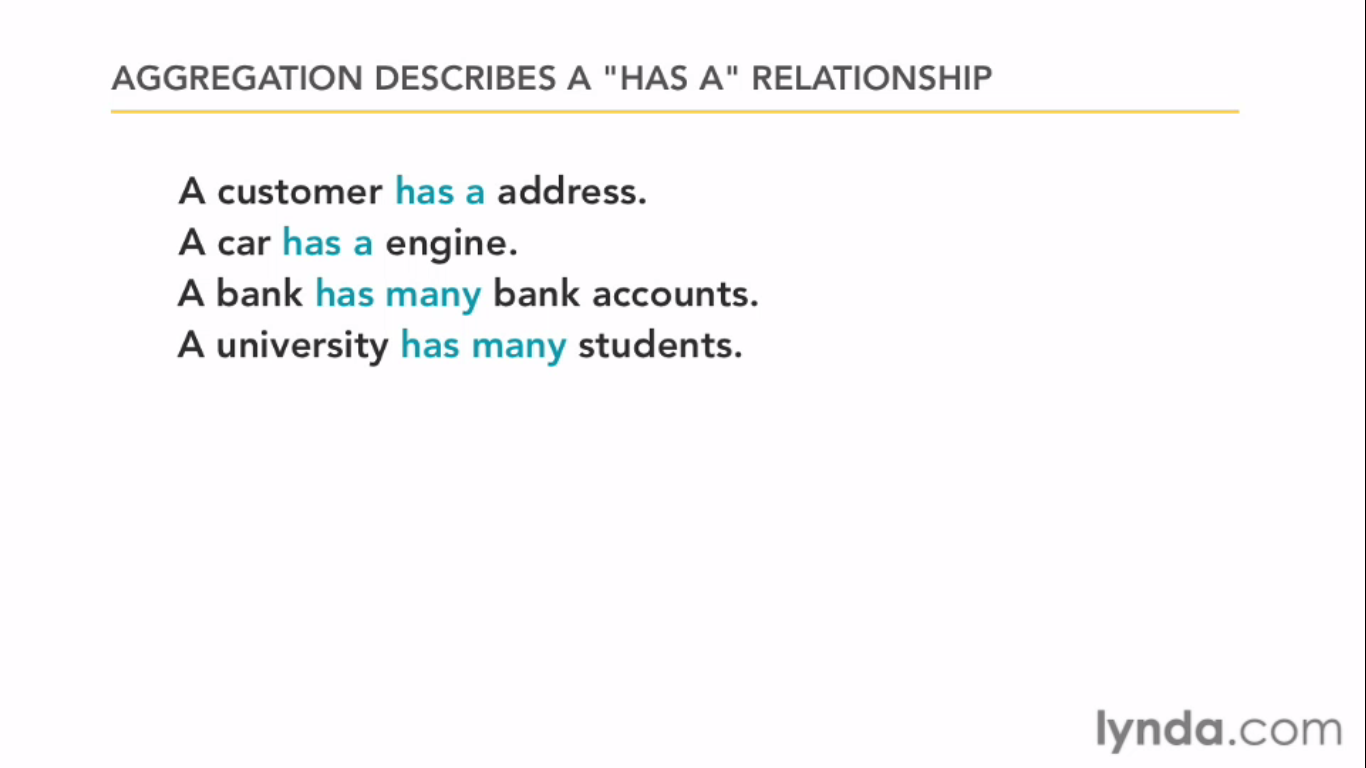 AGGREGATION DESCRIBES A "HAS A" RELATIONSHIP
A customer has a address.
A car has a engine.
A bank has many bank accounts.
A university has many students.
lynda.com